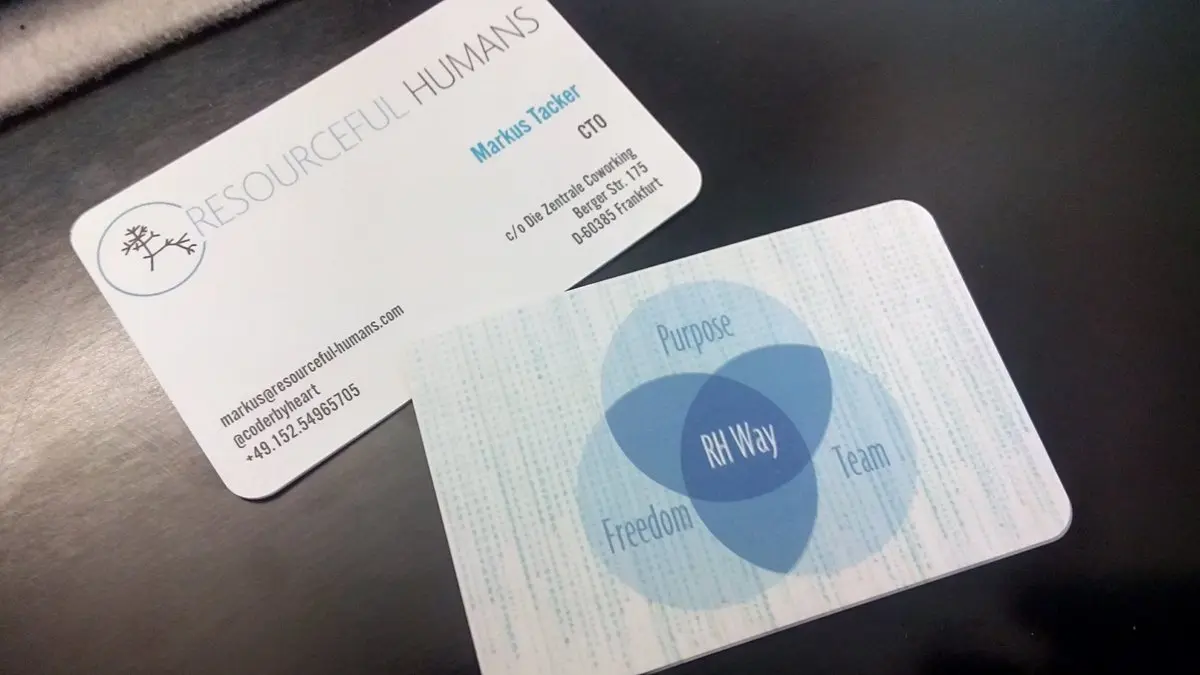 RESOURCEFUL HUMANS
Markus Tacker
CTO
c/o Die Zentrale Coworking
Berger Str. 175
D-60385 Frankfurt
markus@resourceful-humans.com
@coderbyheart
+49.152.54965705
Purpose
RH Way
Team
Freedom